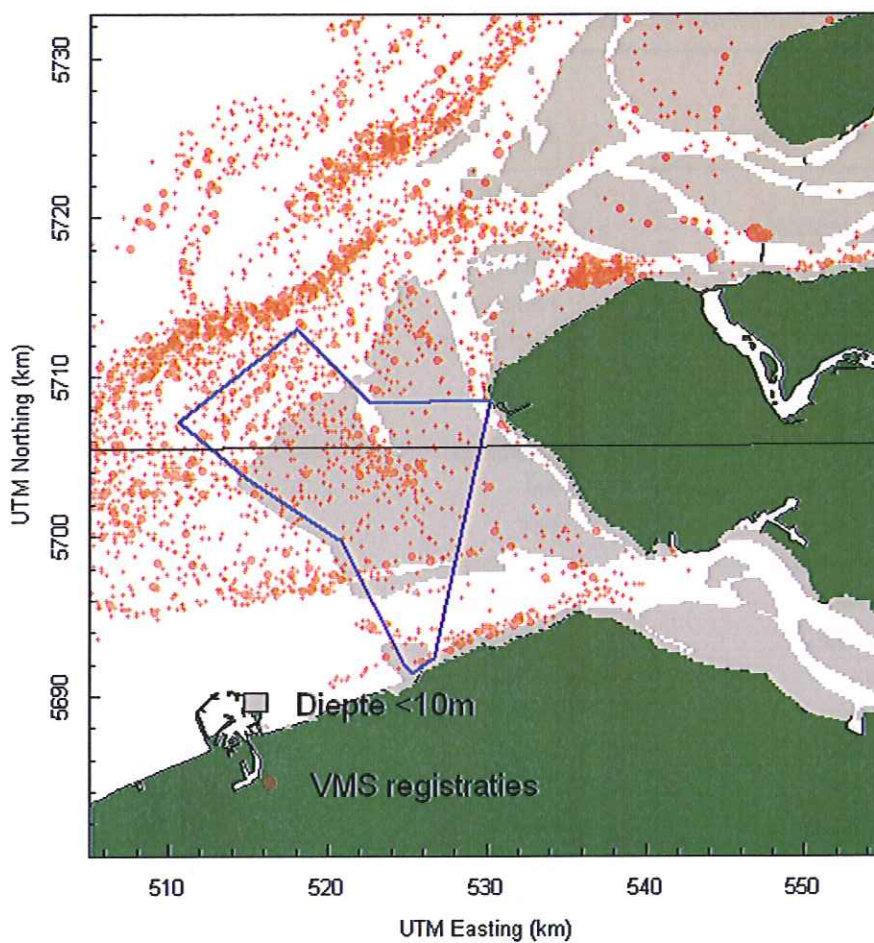 5730
5720
5710
5700
5690
UTM Northing (km)
Diepte <10m
VMS registraties
510
520
530
540
550
UTM Easting (km)